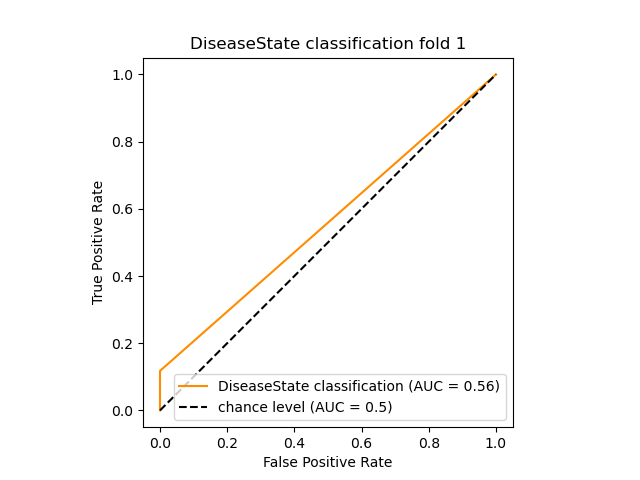 DiseaseState classification fold 1
True Positive Rate
1.0
0.8
0.6
0.4
0.2
0.0
DiseaseState classification (AUC = 0.56)
chance level (AUC = 0.5)
0.0 0.2 0.4 0.6 0.8 1.0
False Positive Rate